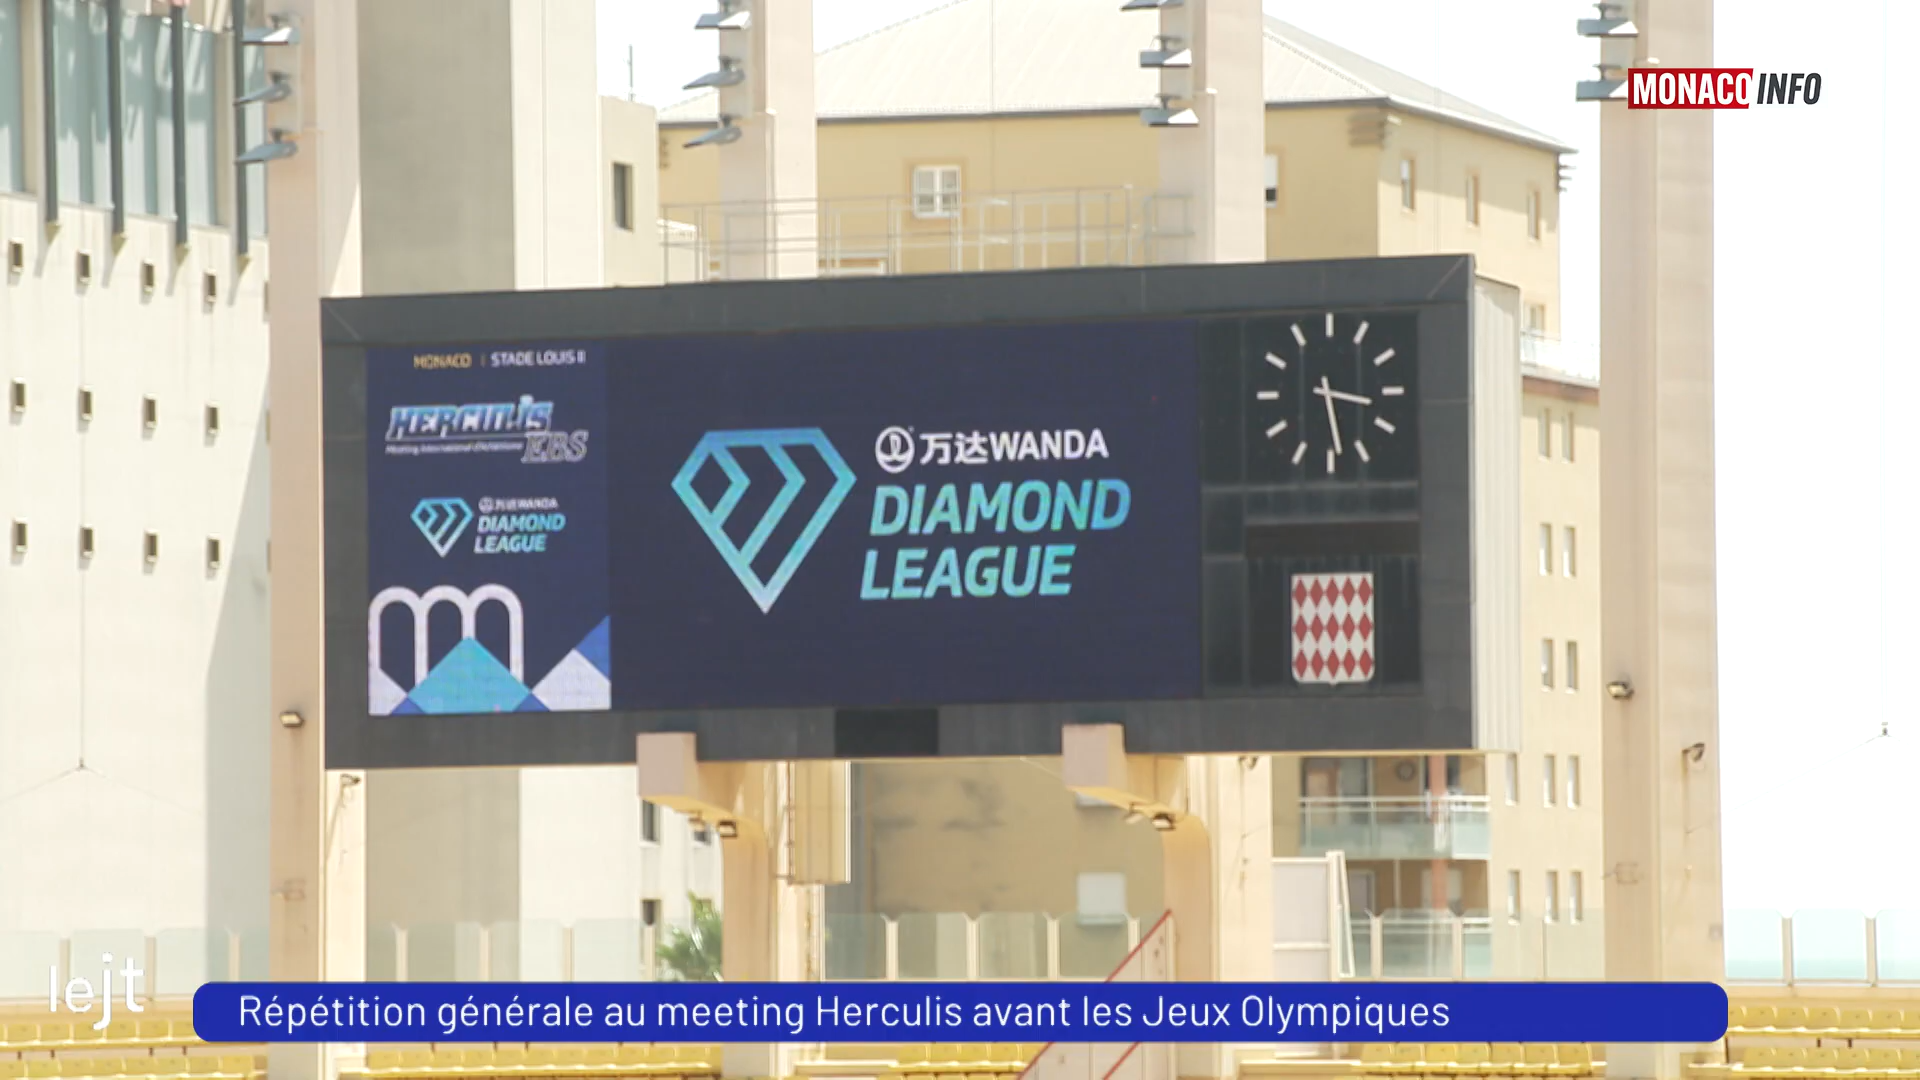 MONACO INFO
MONACO | STADE LOUIS II
HERCULIS
EBS
万达WANDA
DIAMOND
LEAGUE
万达WANDA
DIAMOND
LEAGUE
lejt
Répétition générale au meeting Herculis avant les Jeux Olympiques